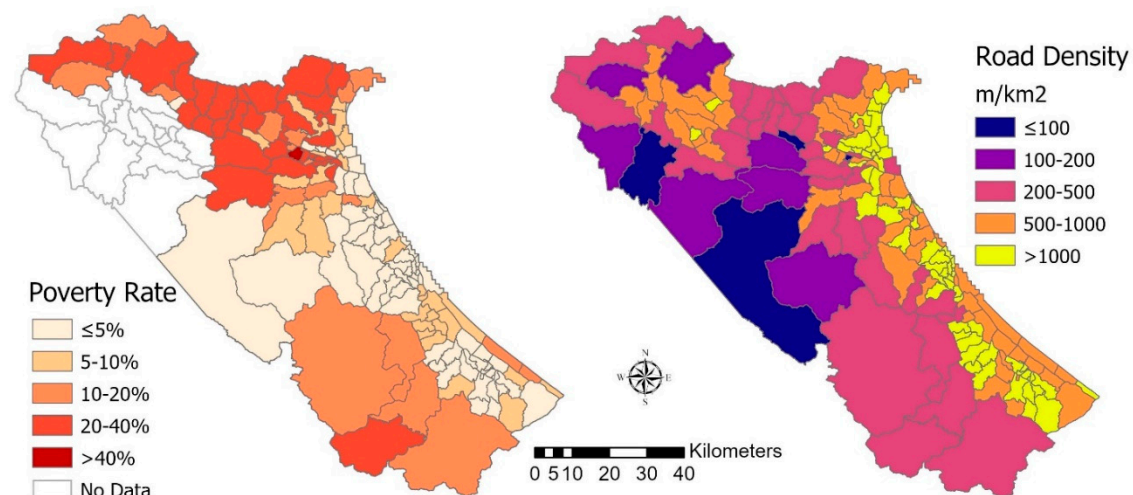 Poverty Rate
≤5%
5-10%
10-20%
20-40%
>40%
No Data
N
W E
S
Kilometers
0 5 10 20 30 40
Road Density
m/km2
≤100
100-200
200-500
500-1000
>1000